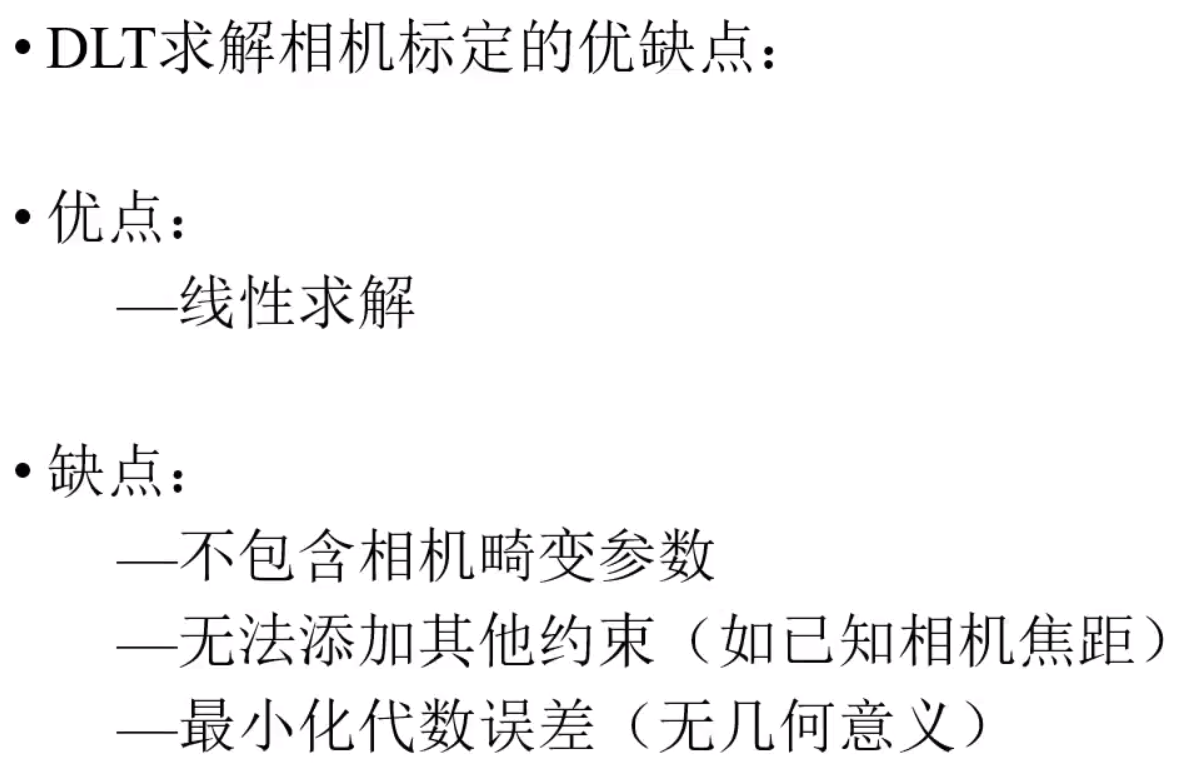 • DLT求解相机标定的优缺点：
• 优点：
—线性求解
• 缺点：
—不包含相机畸变参数
—无法添加其他约束（如已知相机焦距）
—最小化代数误差（无几何意义）